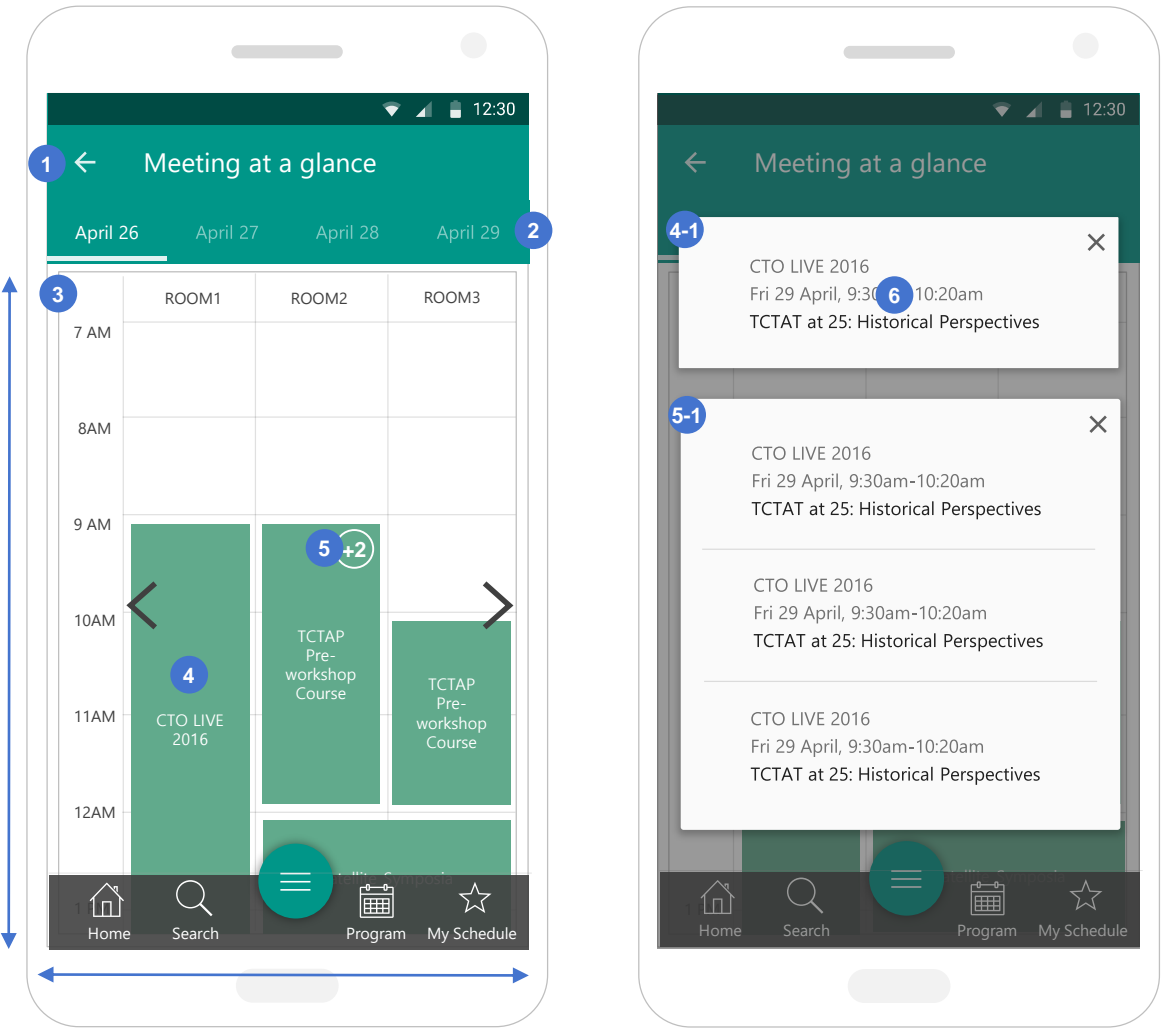 12:30
1
Meeting at a glance
April 26 April 27 April 28 April 29 2
3
ROOM1 ROOM2 ROOM3
7 AM
8AM
9 AM
5 +2
10AM
TCTAP
Pre-
workshop
Course
4
TCTAP
Pre-
workshop
Course
11AM
CTO LIVE
2016
12AM
Symposia
1
Home Search Program My Schedule
12:30
Meeting at a glance
4-1
CTO LIVE 2016
Fri 29 April, 9:30 6 10:20am
TCTAT at 25: Historical Perspectives
5-1
CTO LIVE 2016
Fri 29 April, 9:30am-10:20am
TCTAT at 25: Historical Perspectives
CTO LIVE 2016
Fri 29 April, 9:30am-10:20am
TCTAT at 25: Historical Perspectives
CTO LIVE 2016
Fri 29 April, 9:30am-10:20am
TCTAT at 25: Historical Perspectives
Symposia
1
Home Search Program My Schedule